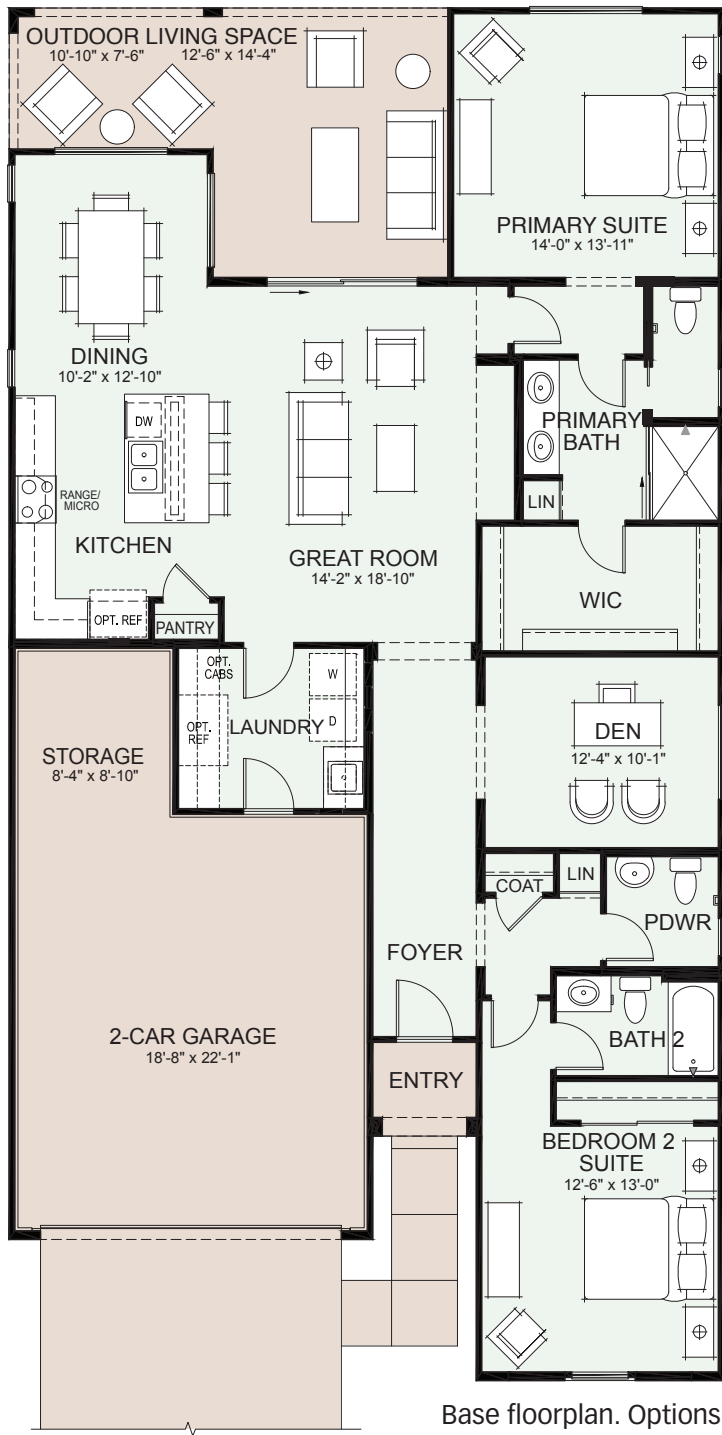 OUTDOOR LIVING SPACE
10'-10" x 7'-6" 12'-6" x 14'-4"
PRIMARY SUITE
14'-0" x 13'-11"
DINING
10'-2" x 12'-10"
DW
PRIMARY
BATH
RANGE/
MICRO
LIN
KITCHEN
GREAT ROOM
14'-2" x 18'-10"
WIC
OPT. REF
PANTRY
OPT.
CABS
W
OPT.
REF
LAUNDRY
D
DEN
12'-4" x 10'-1"
STORAGE
8'-4" x 8'-10"
COAT
LIN
PDWR
FOYER
2-CAR GARAGE
18'-8" x 22'-1"
BATH 2
ENTRY
BEDROOM 2
SUITE
12'-6" x 13'-0"
Base floorplan. Options